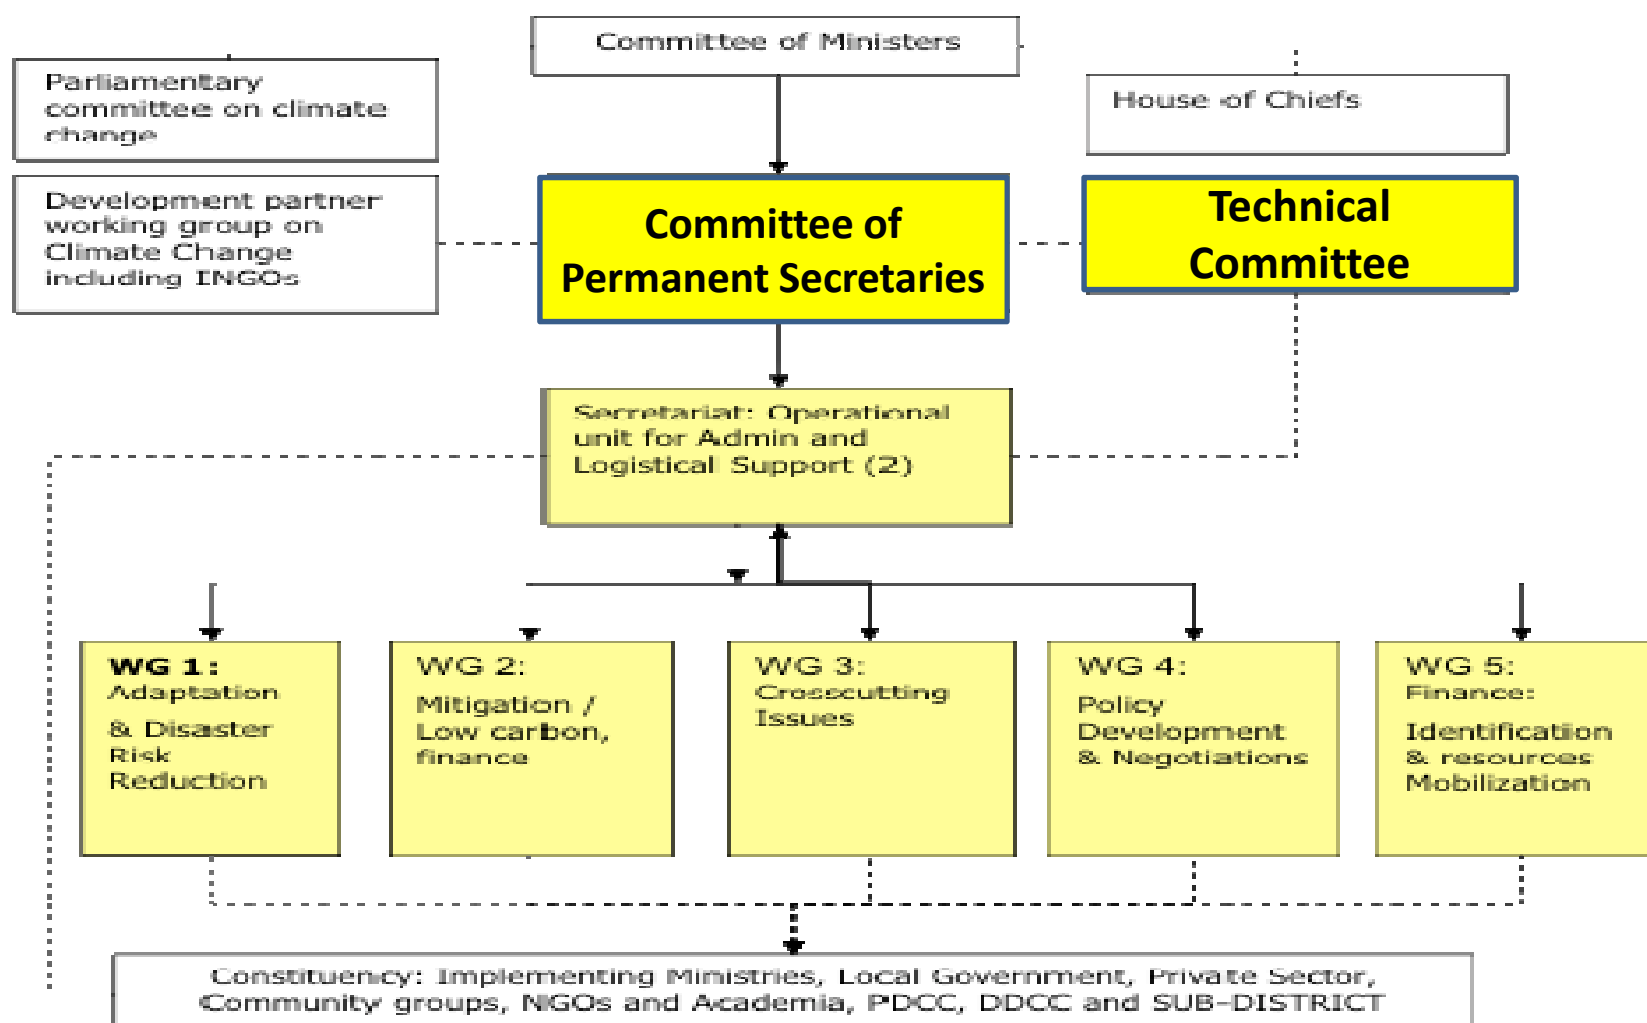 Committee of Ministers
Parliamentary
committee on climate
change
House of Chiefs
Development partner
working group on
Climate Change
including INGOs
Committee of
Permanent Secretaries
Technical
Committee
Secretariat: Operational
unit for Admin and
Logistical Support (2)
WG 1:
Adaptation
& Disaster
Risk
Reduction
WG 2:
Mitigation /
Low carbon,
finance
WG 3:
Crosscutting
Issues
WG 4:
Policy
Development
& Negotiations
WG 5:
Finance:
Identification
& resources
Mobilization
Constituency: Implementing Ministries, Local Government, Private Sector,
Community groups, NGOs and Academia, PDCC, DDCC and SUB-DISTRICT